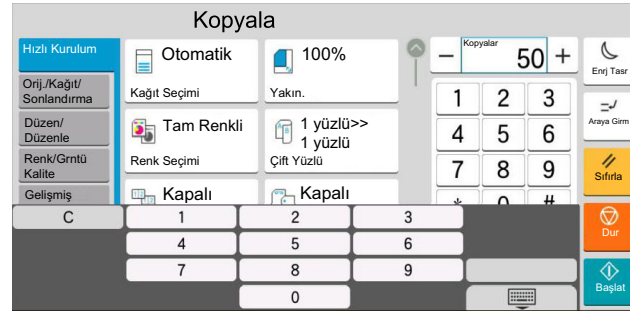 Kopyala
Hızlı Kurulum
Orij./Kağıt/
Sonlandırma
Düzen/
Düzenle
Renk/Grntü
Kalite
Gelişmiş
Otomatik
Kağıt Seçimi
100%
Yakın.
Tam Renkli
Renk Seçimi
1 yüzlü>>
1 yüzlü
Çift Yüzlü
Kapalı
Kapalı
Kopyalar
− 50 +
1 2 3
4 5 6
7 8 9
* 0 #
Enrj Tasr
Araya Girm
Sıfırla
Dur
Başlat
C 1 2 3
4 5 6
7 8 9
0